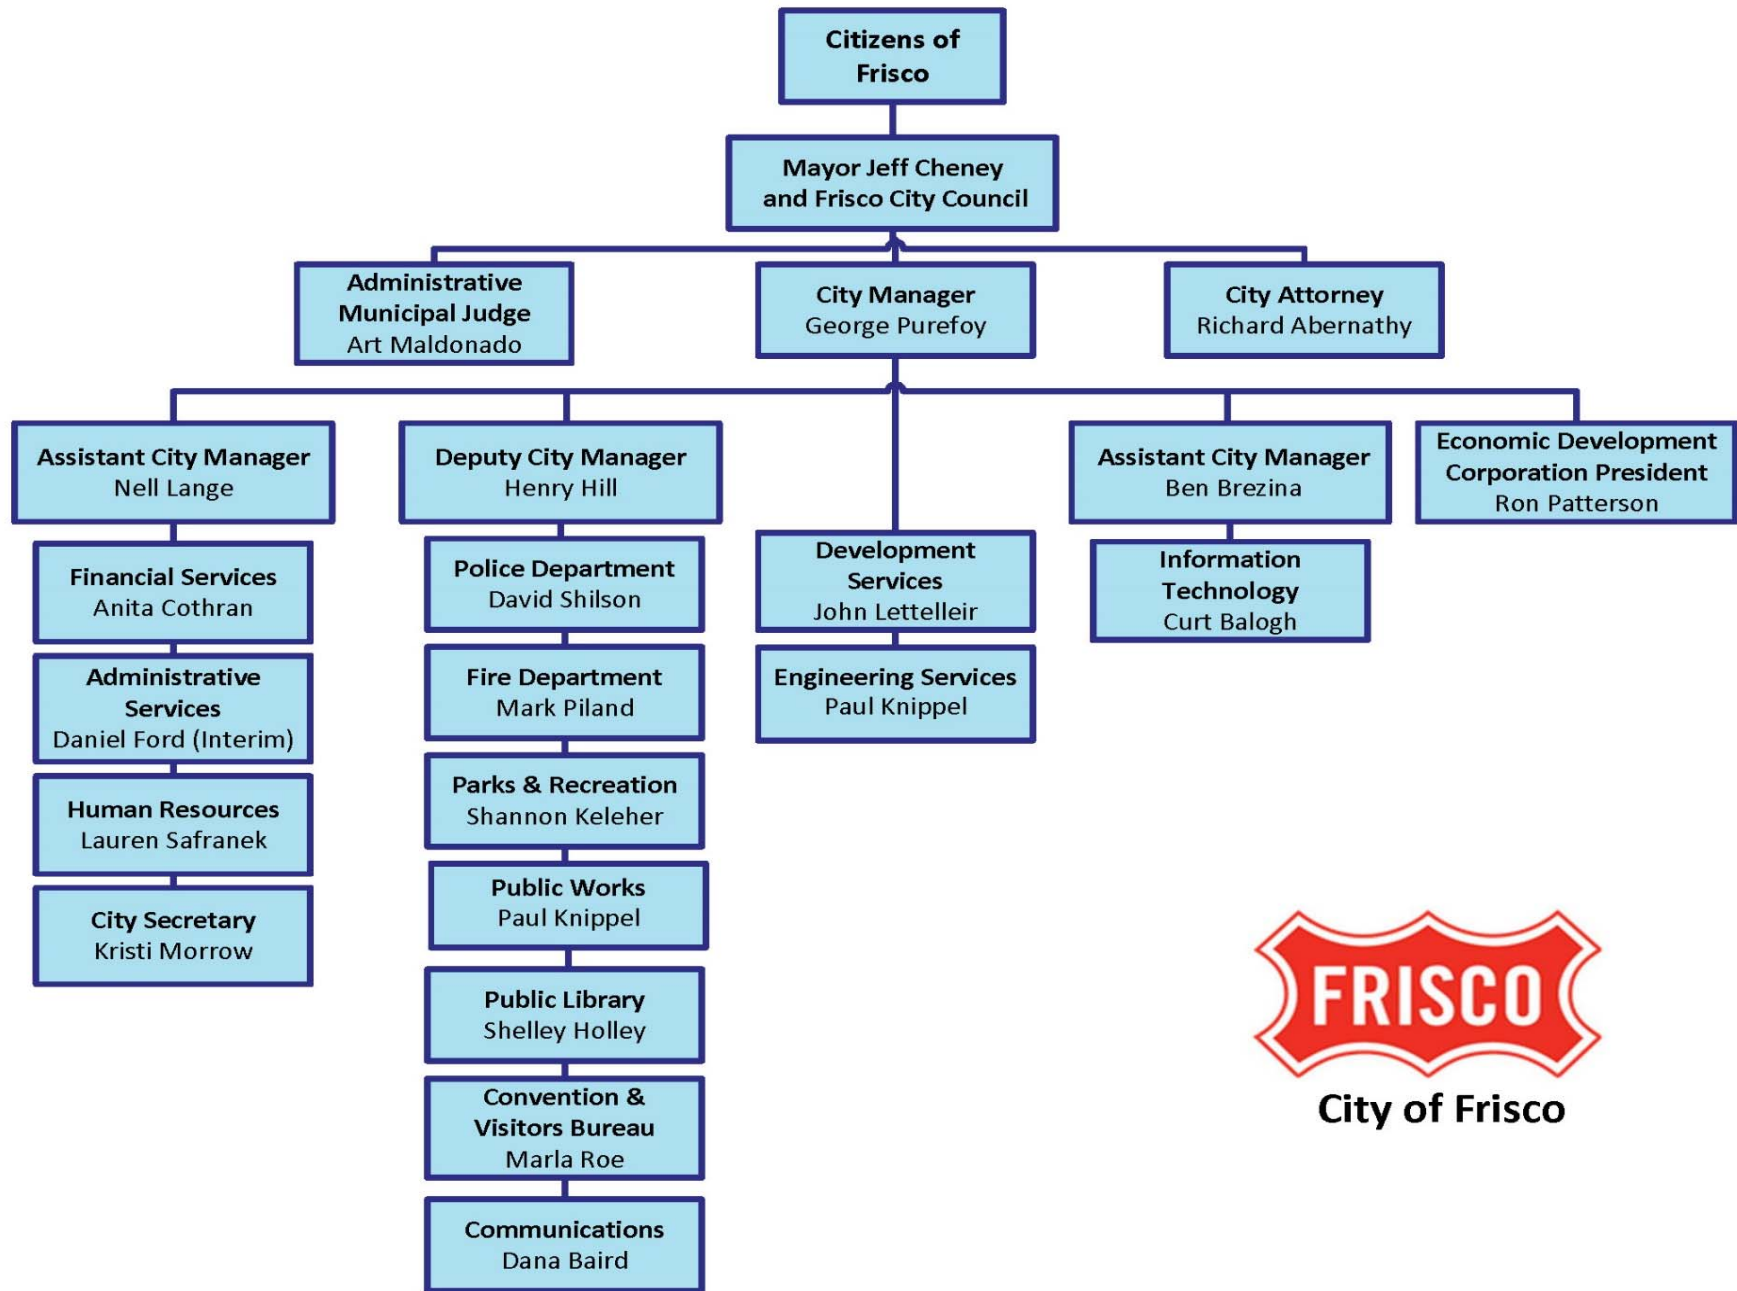 Citizens of
Frisco
Mayor Jeff Cheney
and Frisco City Council
Administrative
Municipal Judge
Art Maldonado
City Manager
George Purefoy
City Attorney
Richard Abernathy
Assistant City Manager
Nell Lange
Financial Services
Anita Cothran
Administrative
Services
Daniel Ford (Interim)
Human Resources
Lauren Safranek
City Secretary
Kristi Morrow
Deputy City Manager
Henry Hill
Police Department
David Shilson
Fire Department
Mark Piland
Parks & Recreation
Shannon Keleher
Public Works
Paul Knippel
Public Library
Shelley Holley
Convention &
Visitors Bureau
Marla Roe
Communications
Dana Baird
Development
Services
John Lettelleir
Engineering Services
Paul Knippel
Assistant City Manager
Ben Brezina
Information
Technology
Curt Balogh
Economic Development
Corporation President
Ron Patterson
FRISCO
City of Frisco